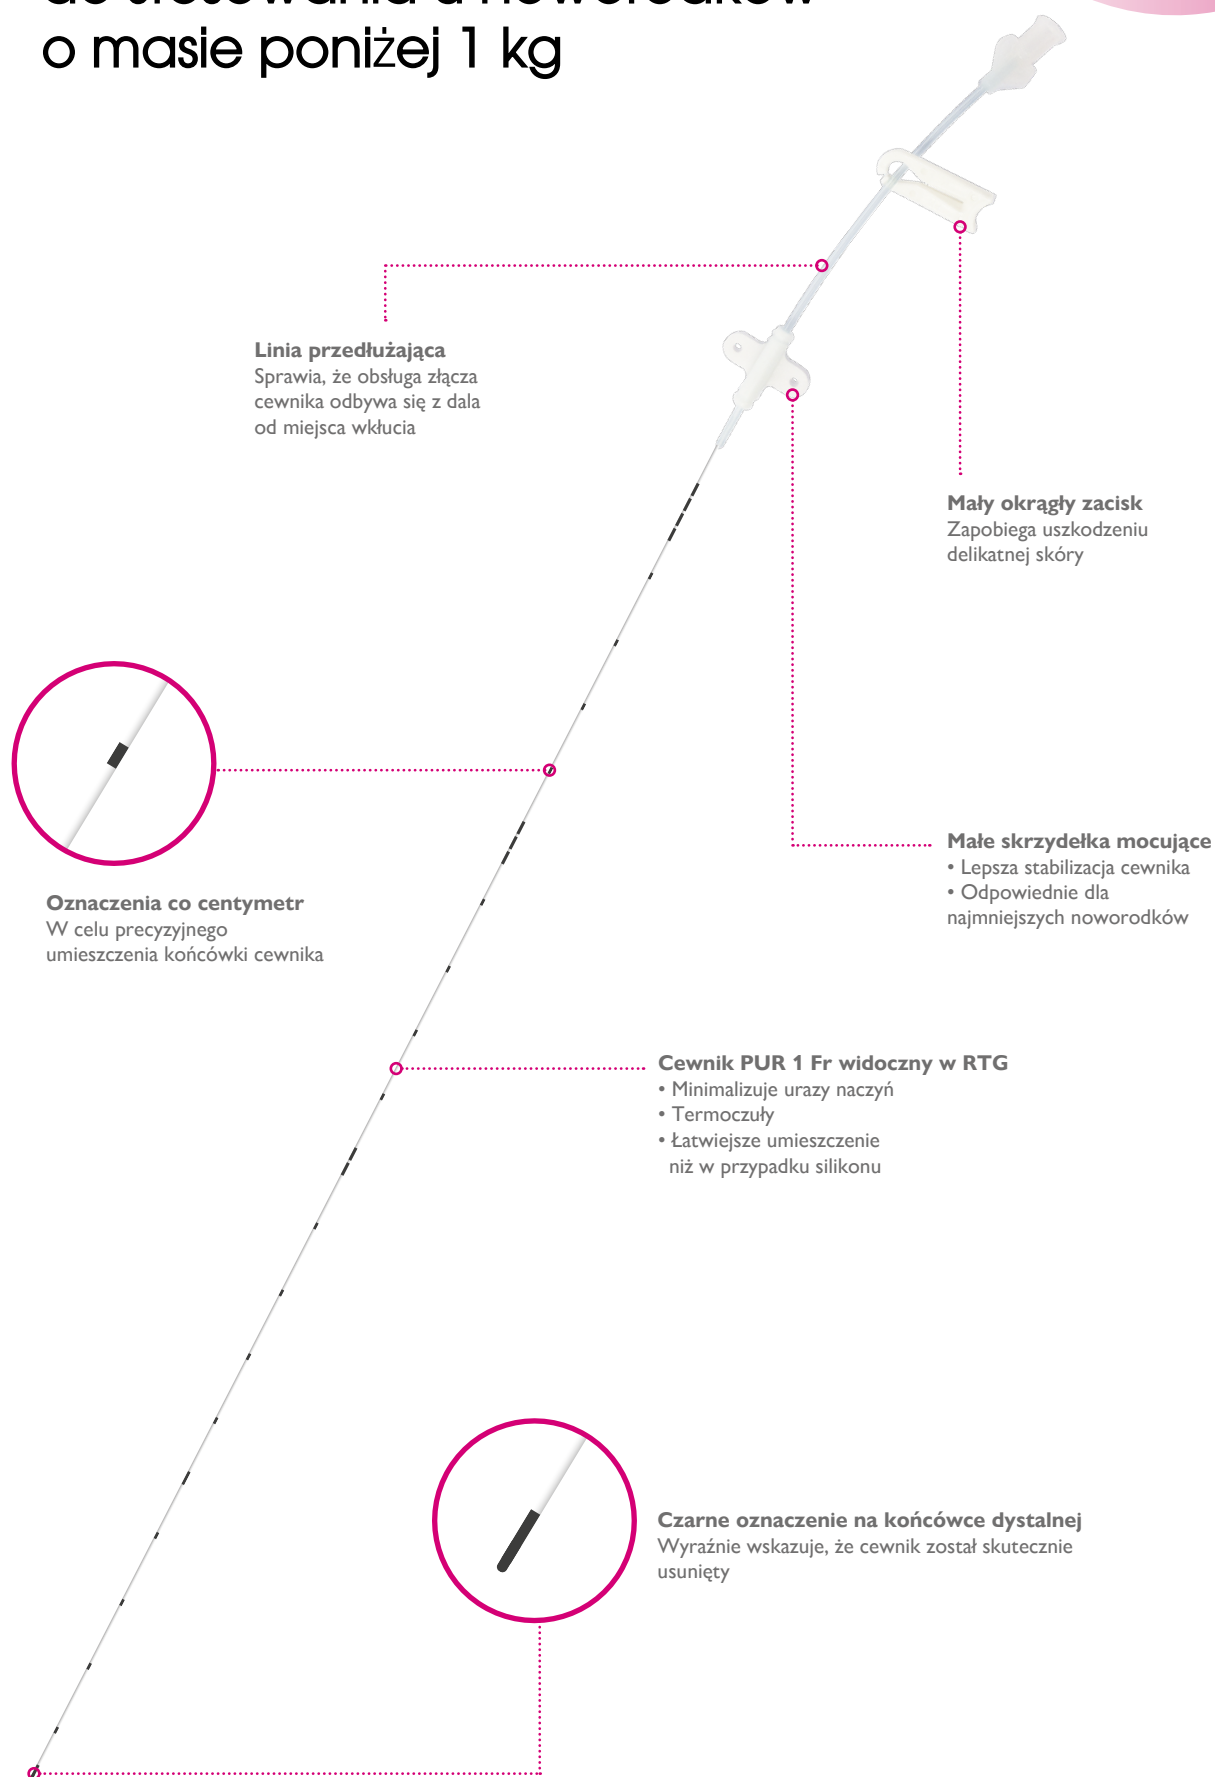 do stosowania u noworodków
o masie poniżej 1 kg
Linia przedłużająca
Sprawia, że obsługa złącza
cewnika odbywa się z dala
od miejsca wkłucia
Mały okrągły zacisk
Zapobiega uszkodzeniu
delikatnej skóry
Małe skrzydełka mocujące
• Lepsza stabilizacja cewnika
• Odpowiednie dla
najmniejszych noworodków
Oznaczenia co centymetr
W celu precyzyjnego
umieszczenia końcówki cewnika
Cewnik PUR 1 Fr widoczny w RTG
• Minimalizuje urazy naczyń
• Termoczuły
• Łatwiejsze umieszczenie
niż w przypadku silikonu
Czarne oznaczenie na końcówce dystalnej
Wyraźnie wskazuje, że cewnik został skutecznie
usunięty